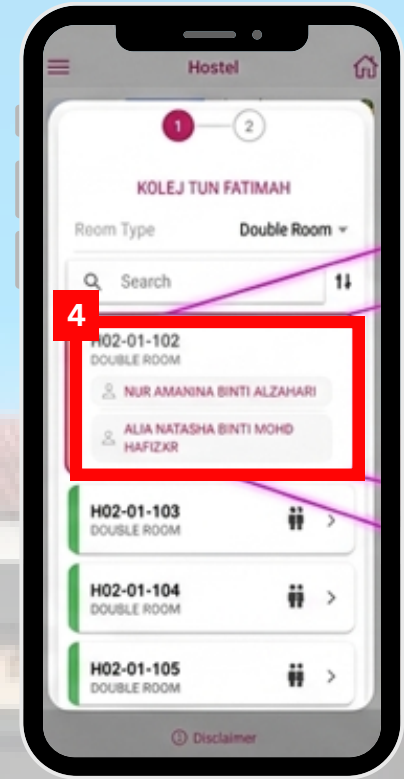 Hostel
1
2
KOLEJ TUN FATIMAH
Room Type
Double Room
Search
4
H02-01-102
DOUBLE ROOM
NUR AMANINA BINTI ALZAHARI
ALIA NATASHA BINTI MOHD
HAFIZKR
H02-01-103
DOUBLE ROOM
H02-01-104
DOUBLE ROOM
H02-01-105
DOUBLE ROOM
Disclaimer